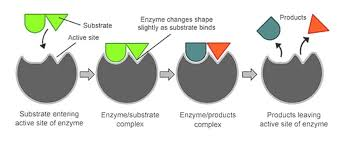 Substrate
Active site
Enzyme changes shape
slightly as substrate binds
Products
Substrate entering
active site of enzyme
Enzyme/substrate
complex
Enzyme/products
complex
Products leaving
active site of enzyme